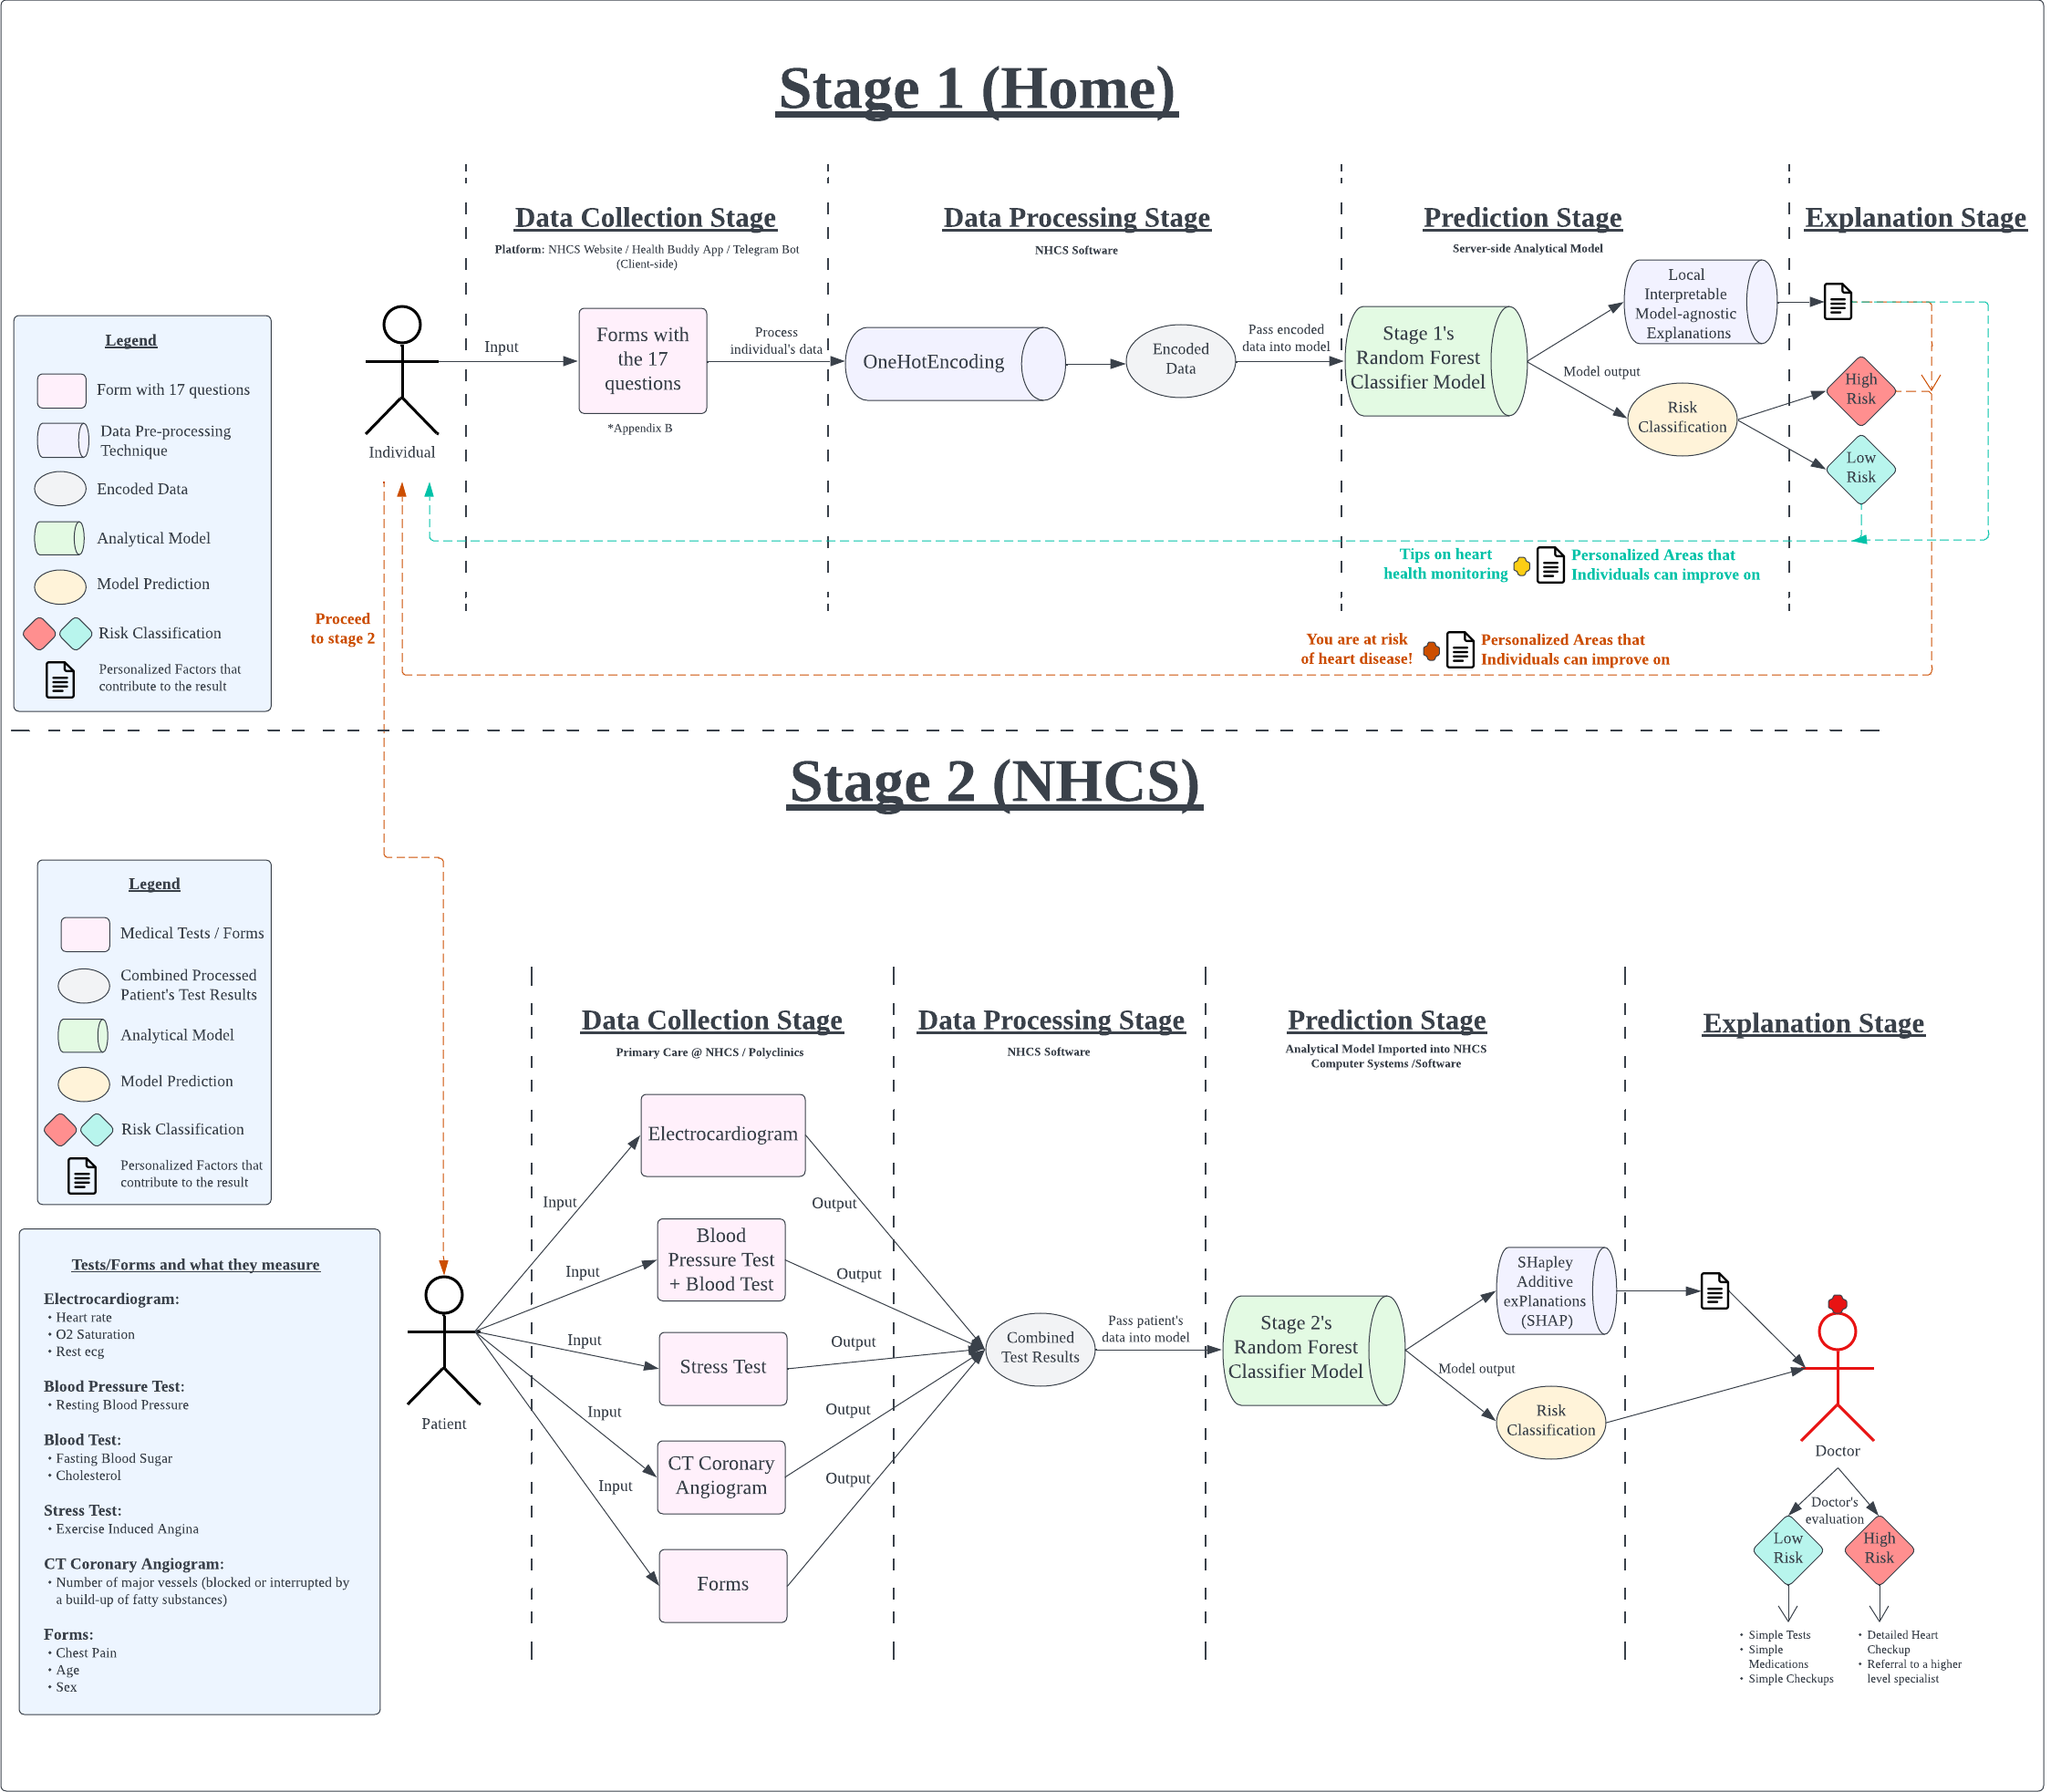 Stage 1 (Home)
Data Collection Stage
Platform: NHCS Website / Health Buddy App / Telegram Bot
(Client-side)
Data Processing Stage
NHCS Software
Prediction Stage
Server-side Analytical Model
Explanation Stage
Legend
Form with 17 questions
Data Pre-processing
Technique
Encoded Data
Analytical Model
Model Prediction
Risk Classification
Personalized Factors that
contribute to the result
Individual
Input
Forms with
the 17
questions
*Appendix B
Process
individual's data
OneHotEncoding
Encoded
Data
Pass encoded
data into model
Stage 1's
Random Forest
Classifier Model
Local
Interpretable
Model-agnostic
Explanations
Model output
Risk
Classification
High
Risk
Low
Risk
Tips on heart
health monitoring
Personalized Areas that
Individuals can improve on
Proceed
to stage 2
You are at risk
of heart disease!
Personalized Areas that
Individuals can improve on
Stage 2 (NHCS)
Legend
Medical Tests / Forms
Combined Processed
Patient's Test Results
Analytical Model
Model Prediction
Risk Classification
Personalized Factors that
contribute to the result
Tests/Forms and what they measure
Electrocardiogram:
• Heart rate
• O2 Saturation
• Rest ecg
Blood Pressure Test:
• Resting Blood Pressure
Blood Test:
• Fasting Blood Sugar
• Cholesterol
Stress Test:
• Exercise Induced Angina
CT Coronary Angiogram:
• Number of major vessels (blocked or interrupted by
a build-up of fatty substances)
Forms:
• Chest Pain
• Age
• Sex
Data Collection Stage
Primary Care @ NHCS / Polyclinics
Data Processing Stage
NHCS Software
Prediction Stage
Analytical Model Imported into NHCS
Computer Systems /Software
Explanation Stage
Patient
Input
Input
Input
Input
Input
Electrocardiogram
Blood
Pressure Test
+ Blood Test
Stress Test
CT Coronary
Angiogram
Forms
Output
Output
Output
Output
Output
Combined
Test Results
Pass patient's
data into model
Stage 2's
Random Forest
Classifier Model
SHapley
Additive
exPlanations
(SHAP)
Model output
Risk
Classification
Doctor
Doctor's
evaluation
Low
Risk
High
Risk
• Simple Tests
• Simple
Medications
• Simple Checkups
• Detailed Heart
Checkup
• Referral to a higher
level specialist